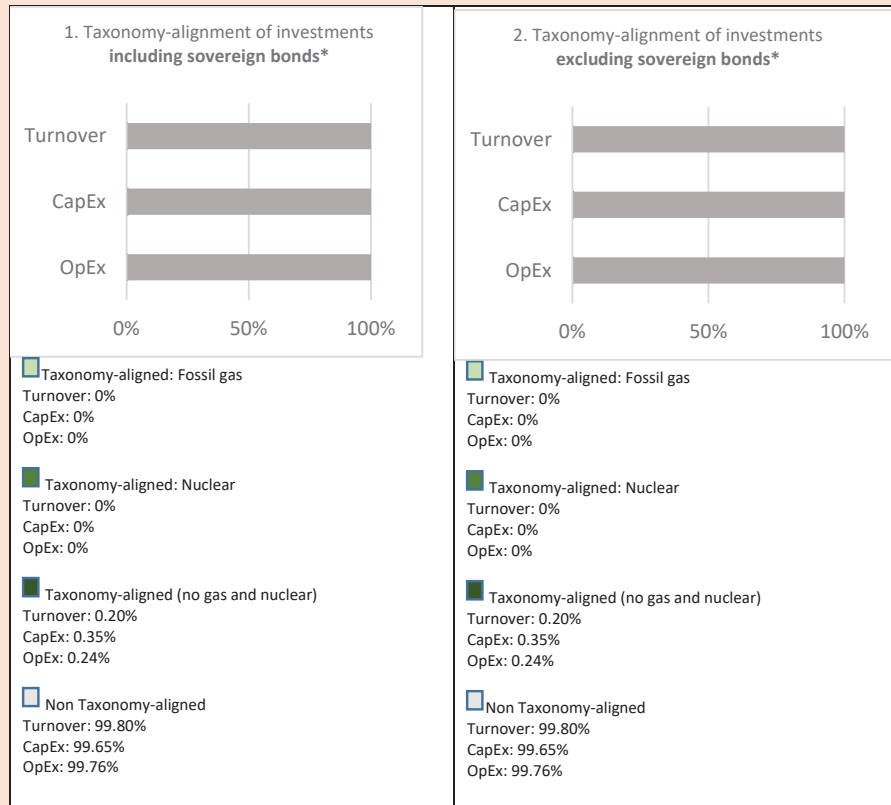 1. Taxonomy-alignment of investments
including sovereign bonds*
Turnover
CapEx
OpEx
0% 50% 100%
Taxonomy-aligned: Fossil gas
Turnover: 0%
CapEx: 0%
OpEx: 0%
Taxonomy-aligned: Nuclear
Turnover: 0%
CapEx: 0%
OpEx: 0%
Taxonomy-aligned (no gas and nuclear)
Turnover: 0.20%
CapEx: 0.35%
OpEx: 0.24%
Non Taxonomy-aligned
Turnover: 99.80%
CapEx: 99.65%
OpEx: 99.76%
2. Taxonomy-alignment of investments
excluding sovereign bonds*
Turnover
CapEx
OpEx
0% 50% 100%
Taxonomy-aligned: Fossil gas
Turnover: 0%
CapEx: 0%
OpEx: 0%
Taxonomy-aligned: Nuclear
Turnover: 0%
CapEx: 0%
OpEx: 0%
Taxonomy-aligned (no gas and nuclear)
Turnover: 0.20%
CapEx: 0.35%
OpEx: 0.24%
Non Taxonomy-aligned
Turnover: 99.80%
CapEx: 99.65%
OpEx: 99.76%